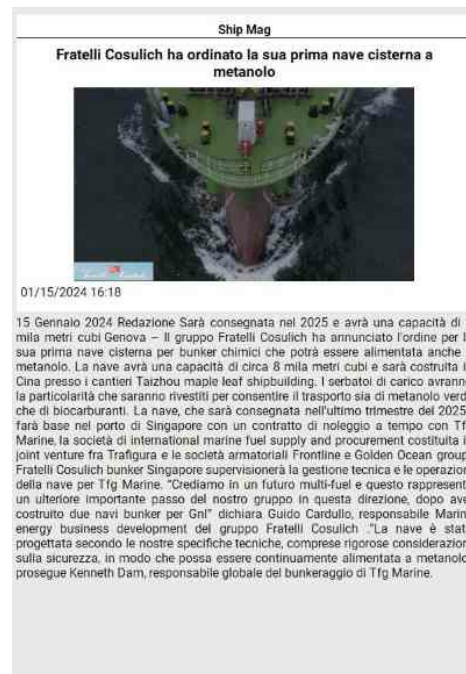 Ship Mag
Fratelli Cosulich ha ordinato la sua prima nave cisterna a
metanolo
01/15/2024 16:18
15 Gennaio 2024 Redazione Sarà consegnata nel 2025 e avrà una capacità di
mila metri cubi Genova – Il gruppo Fratelli Cosulich ha annunciato l'ordine per
sua prima nave cisterna per bunker chimici che potrà essere alimentata anche
metanolo. La nave avrà una capacità di circa 8 mila metri cubi e sarà costruita
Cina presso i cantieri Taizhou maple leaf shipbuilding. I serbatoi di carico
la particolarità che saranno rivestiti per consentire il trasporto sia di metanolo
che di biocarburanti. La nave, che sarà consegnata nell'ultimo trimestre del 2025
farà base nel porto di Singapore con un contratto di noleggio a tempo con
Marine, la società di international marine fuel supply and procurement costituita
joint venture fra Trafigura e le società armatoriali Frontline e Golden Ocean group
Fratelli Cosulich bunker Singapore supervisionerà la gestione tecnica e le
della nave per Tfg Marine. "Crediamo in un futuro multi-fuel e questo
un ulteriore importante passo del nostro gruppo in questa direzione, dopo
costruito due navi bunker per Gnl" dichiara Guido Cardullo, responsabile
energy business development del gruppo Fratelli Cosulich ."La nave è
progettata secondo le nostre specifiche tecniche, comprese rigorose
sulla sicurezza, in modo che possa essere continuamente alimentata a metanolo
prosegue Kenneth Dam, responsabile globale del bunkeraggio di Tfg Marine.